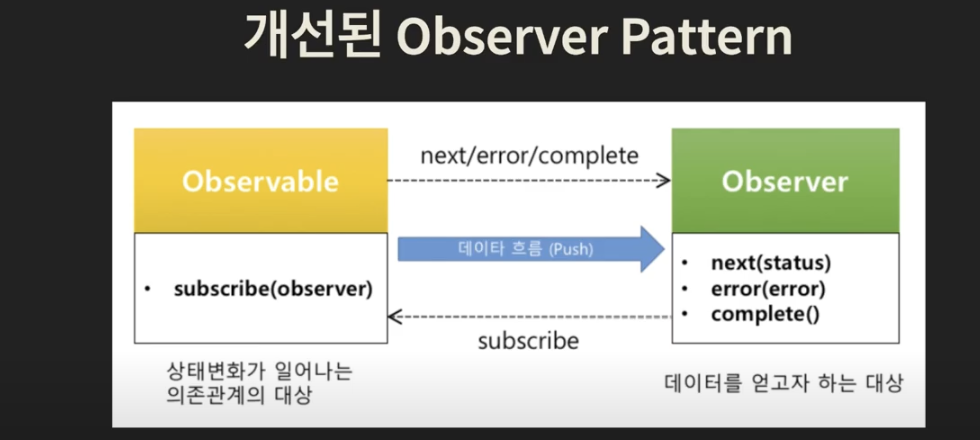 개선된 Observer Pattern
next/error/complete
Observable
Observer
데이타 흐름 (Push)
• subscribe(observer)
• next(status)
• error(error)
• complete()
subscribe
상태변화가 일어나는
의존관계의 대상
데이터를 얻고자 하는 대상